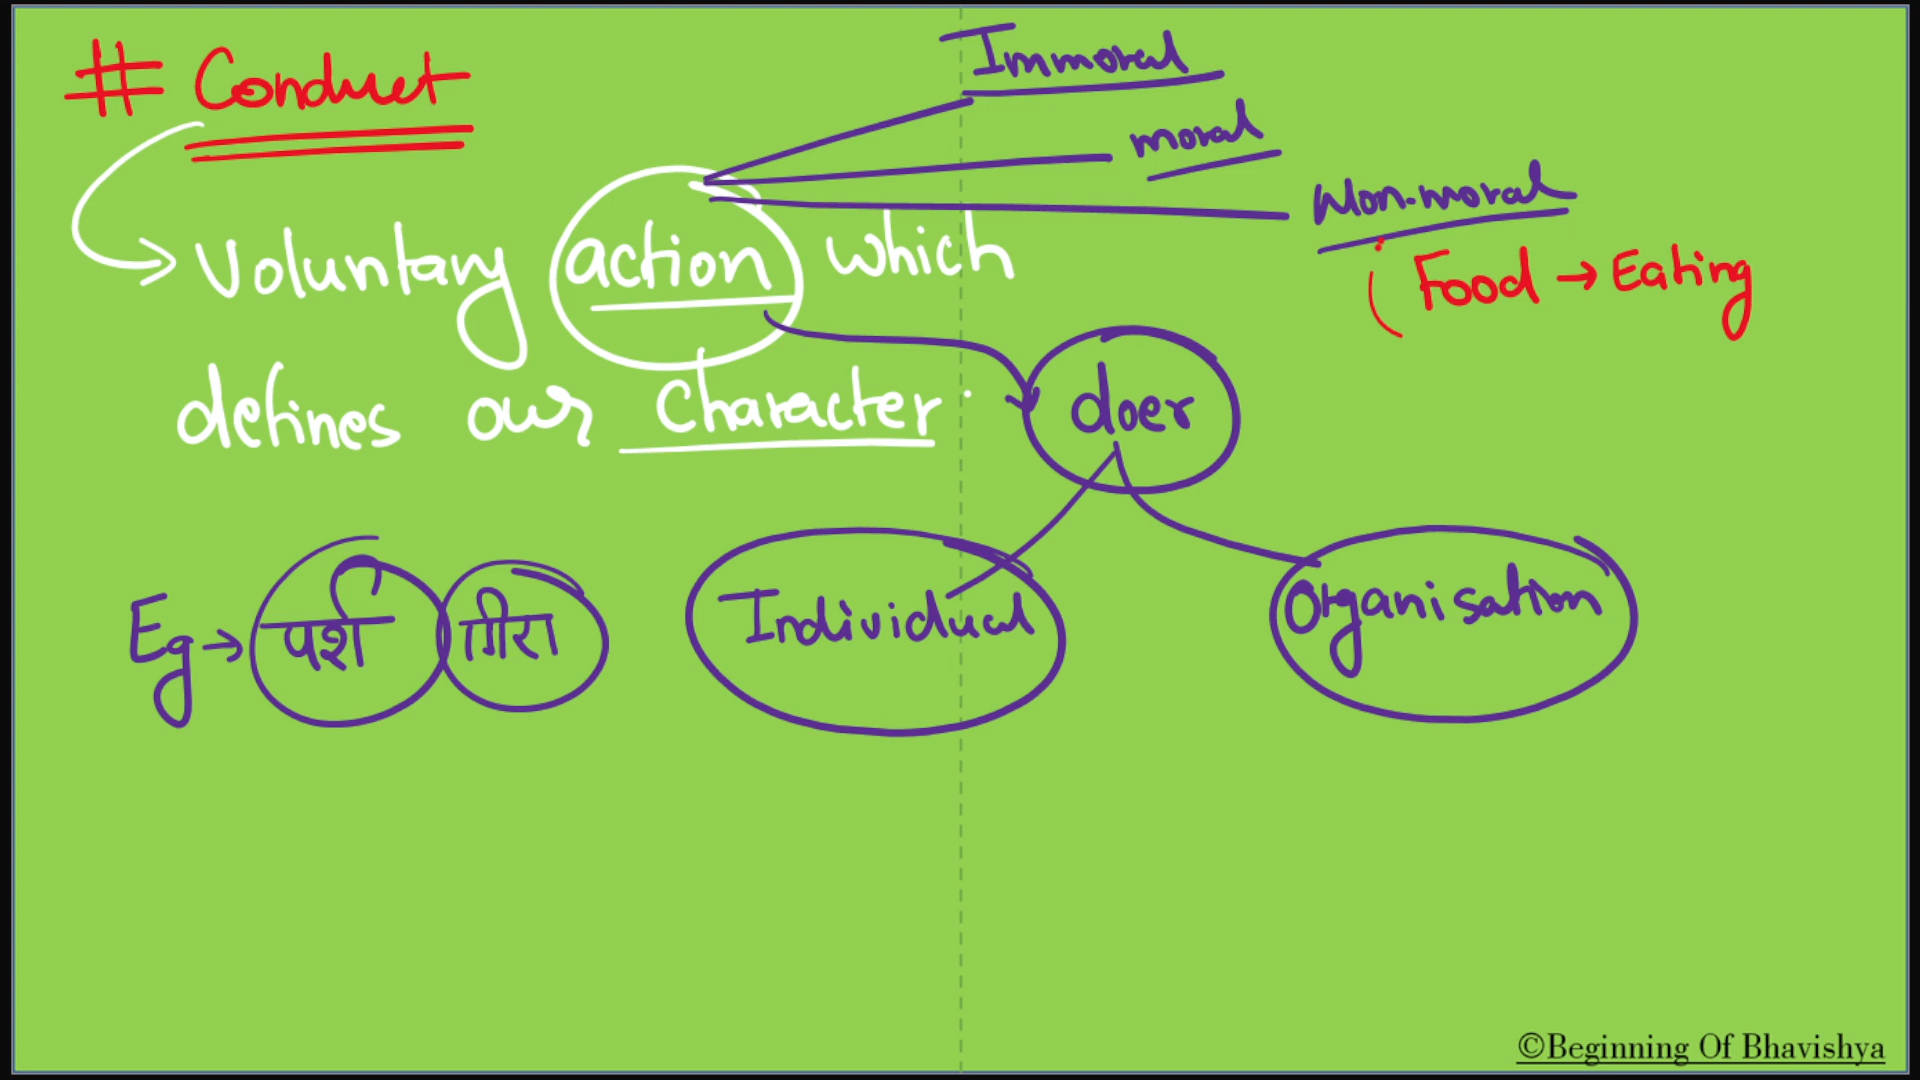 # Conduct
Immoral
moral
Non-moral
( Food → Eating
Voluntary action which
defines our Character.
doer
Eg →
Individual
Organisation
©Beginning Of Bhavishya